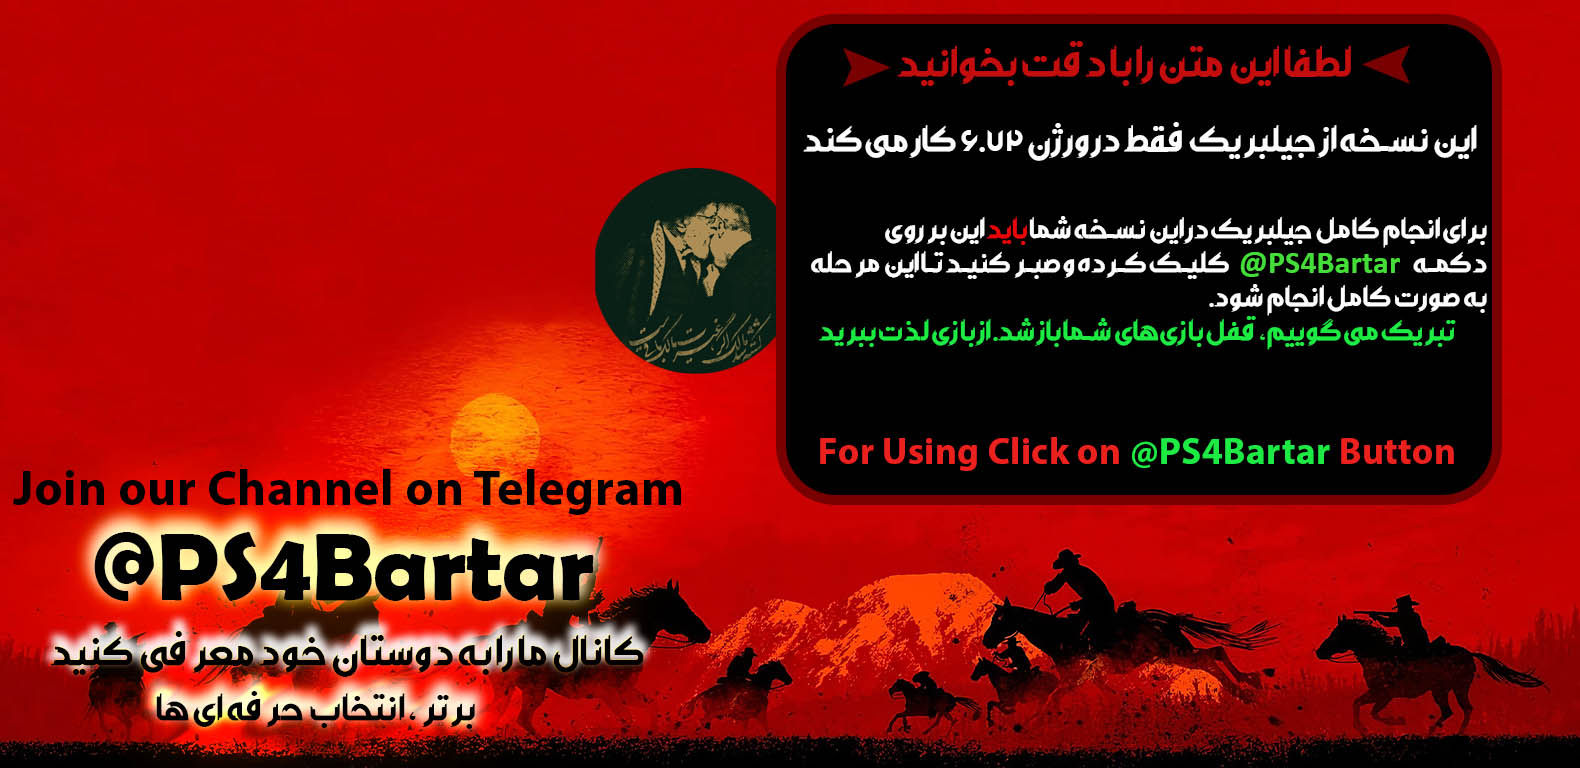 لطفا این متن را با دقت بخوانید
این نسخه از جیلبریک فقط در ورژن ۶.۷۲ کار می کند
برای انجام کامل جیلبریک در این نسخه شما باید این بر روی
دکمه @PS4Bartar کلیک کرده و صبر کنید تا این مرحله
به صورت کامل انجام شود.
تبریک می گوییم، قفل بازی های شما باز شد. از بازی لذت ببرید
For Using Click on @PS4Bartar Button
Join our Channel on Telegram
@PS4Bartar
کانال ما را به دوستان خود معرفی کنید
برتر ، انتخاب حرفه ای ها